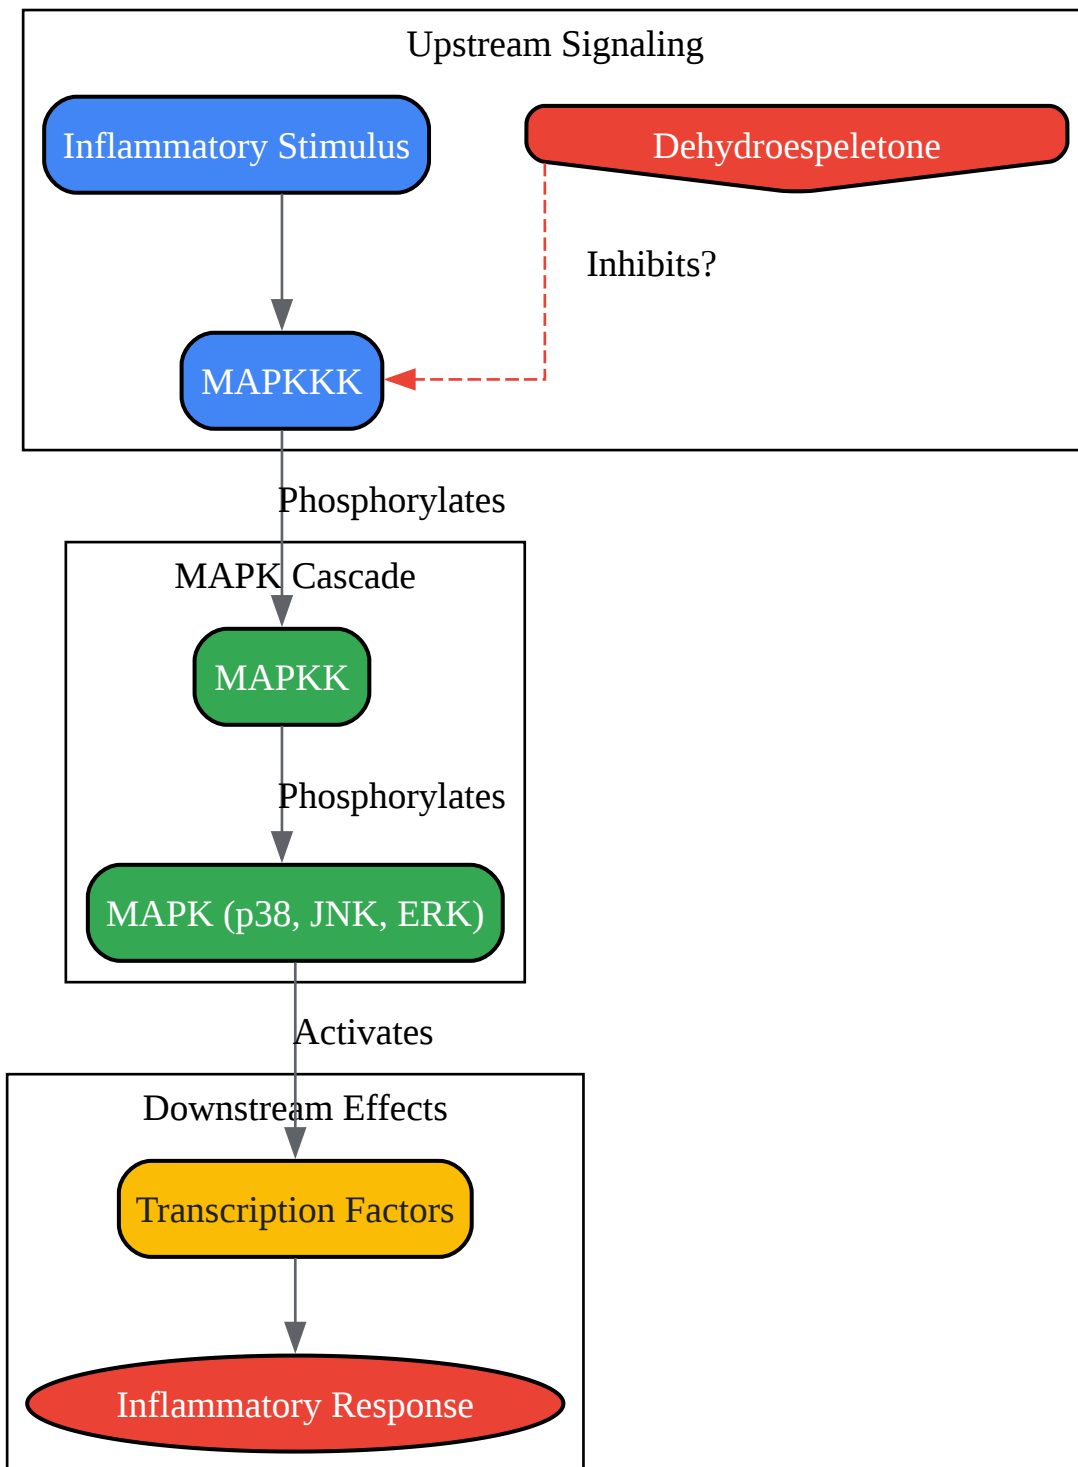 Upstream Signaling
Inflammatory Stimulus
Dehydroespeletone
Inhibits?
MAPKKK
Phosphorylates
MAPK Cascade
MAPKK
Phosphorylates
MAPK (p38, JNK, ERK)
Activates
Downstream Effects
Transcription Factors
Inflammatory Response